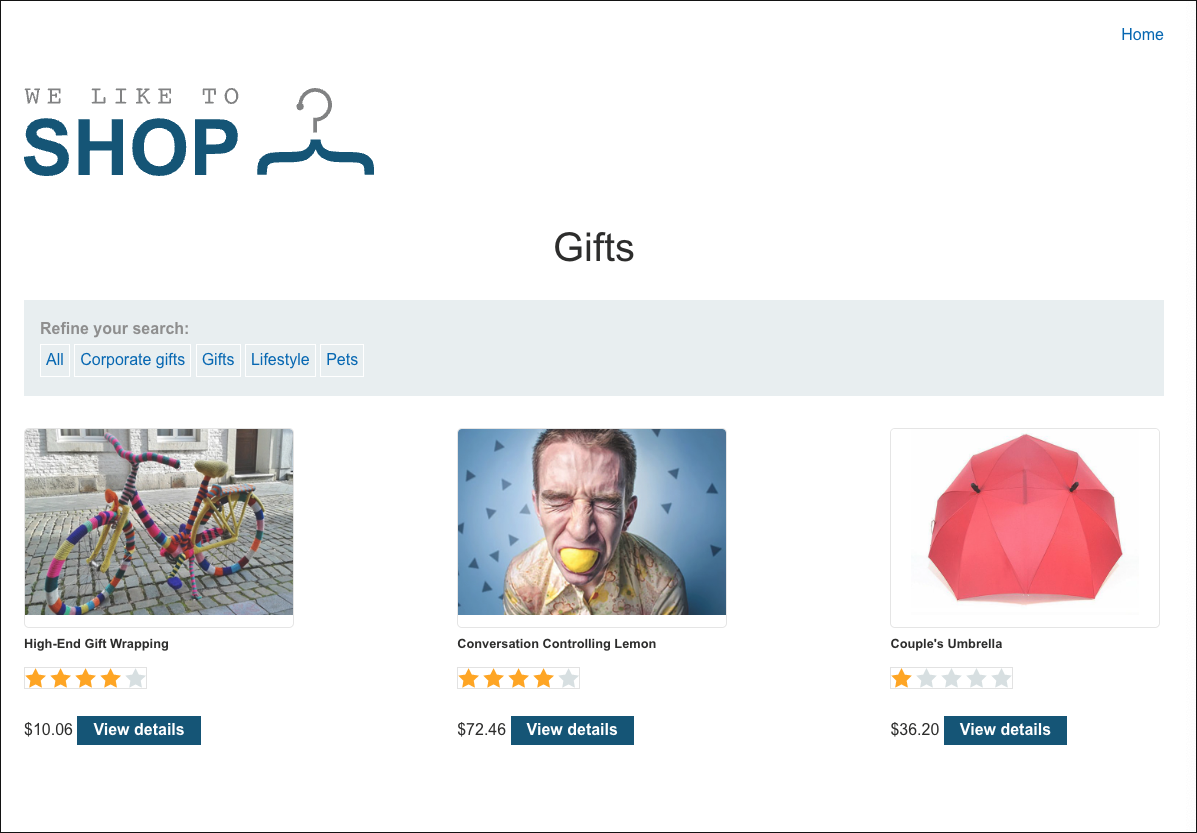 Home
WE LIKE TO
SHOP
Gifts
Refine your search:
All Corporate gifts Gifts Lifestyle Pets
High-End Gift Wrapping
Conversation Controlling Lemon
Couple's Umbrella
$10.06 View details
$72.46 View details
$36.20 View details